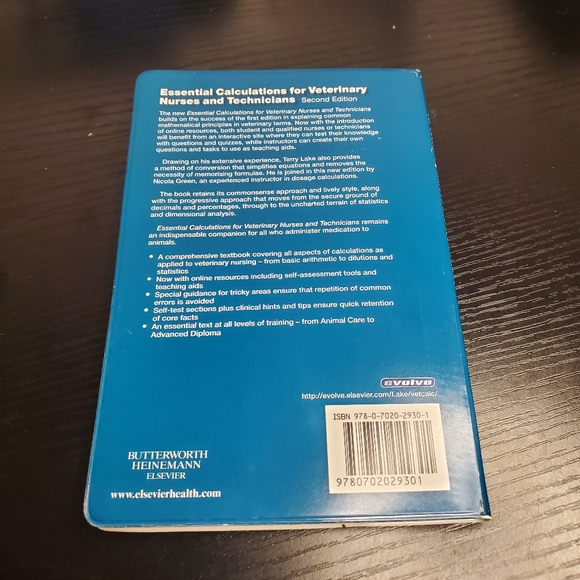 Essential Calculations for Veterinary
Nurses and Technicians Second Edition
The new Essential Calculations for Veterinary Nurses and Technicians
builds on the success of the first edition in explaining common
mathematical principles in veterinary terms. Now with the introduction
of online resources, both student and qualified nurses or technicians
will benefit from an interactive site where they can test their knowledge
with questions and quizzes, while instructors can create their own
questions and tasks to use as teaching aids.
Drawing on his extensive experience, Terry Lake also provides
a method of conversion that simplifies equations and removes the
necessity of memorising formulae. He is joined in this new edition by
Nicola Green, an experienced instructor in dosage calculations.
The book retains its commonsense approach and lively style, along
with the progressive approach that moves from the secure ground of
decimals and percentages, through to the uncharted terrain of statistics
and dimensional analysis.
Essential Calculations for Veterinary Nurses and Technicians remains
an indispensable companion for all who administer medication to
animals.
• A comprehensive textbook covering all aspects of calculations as
applied to veterinary nursing – from basic arithmetic to dilutions and
statistics
• Now with online resources including self-assessment tools and
teaching aids
• Special guidance for tricky areas ensure that repetition of common
errors is avoided
• Self-test sections plus clinical hints and tips ensure quick retention
of core facts
• An essential text at all levels of training – from Animal Care to
Advanced Diploma
evolve
http://evolve.elsevier.com/Lake/vetcalc/
ISBN 978-0-7020-2930-1
9780702029301
BUTTERWORTH
HEINEMANN
ELSEVIER
www.elsevierhealth.com